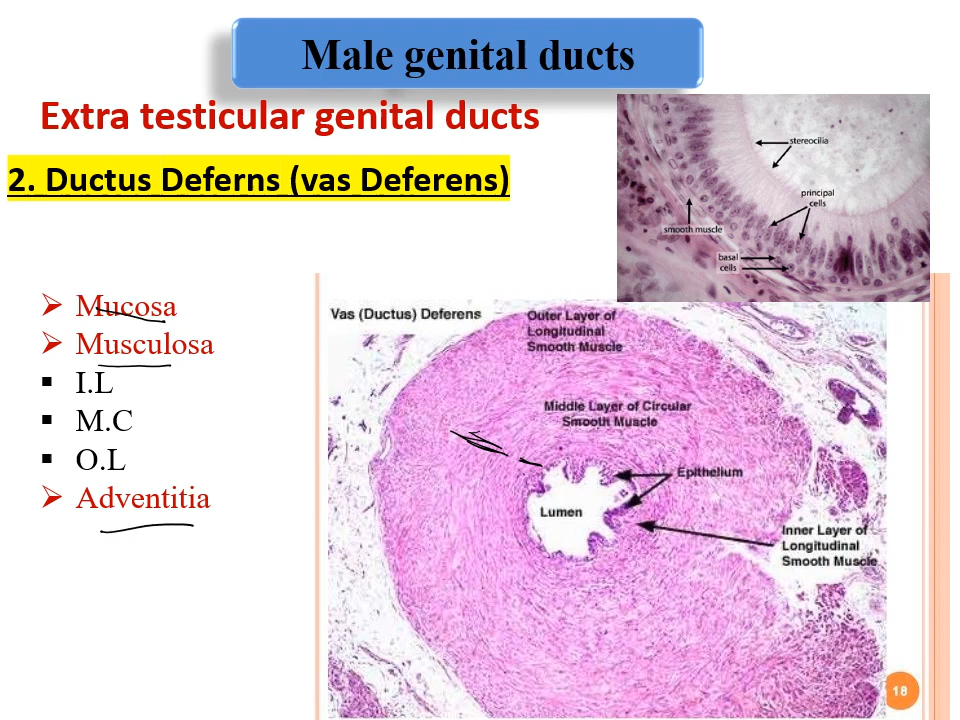 Male genital ducts
Extra testicular genital ducts
2. Ductus Deferns (vas Deferens)
stereocilia
principal
cells
smooth muscle
basal
cells
➢ Mucosa
➢ Musculosa
▪ I.L
▪ M.C
▪ O.L
➢ Adventitia
Vas (Ductus) Deferens
Outer Layer of
Longitudinal
Smooth Muscle
Middle Layer of Circular
Smooth Muscle
Epithelium
Lumen
Inner Layer of
Longitudinal
Smooth Muscle
18